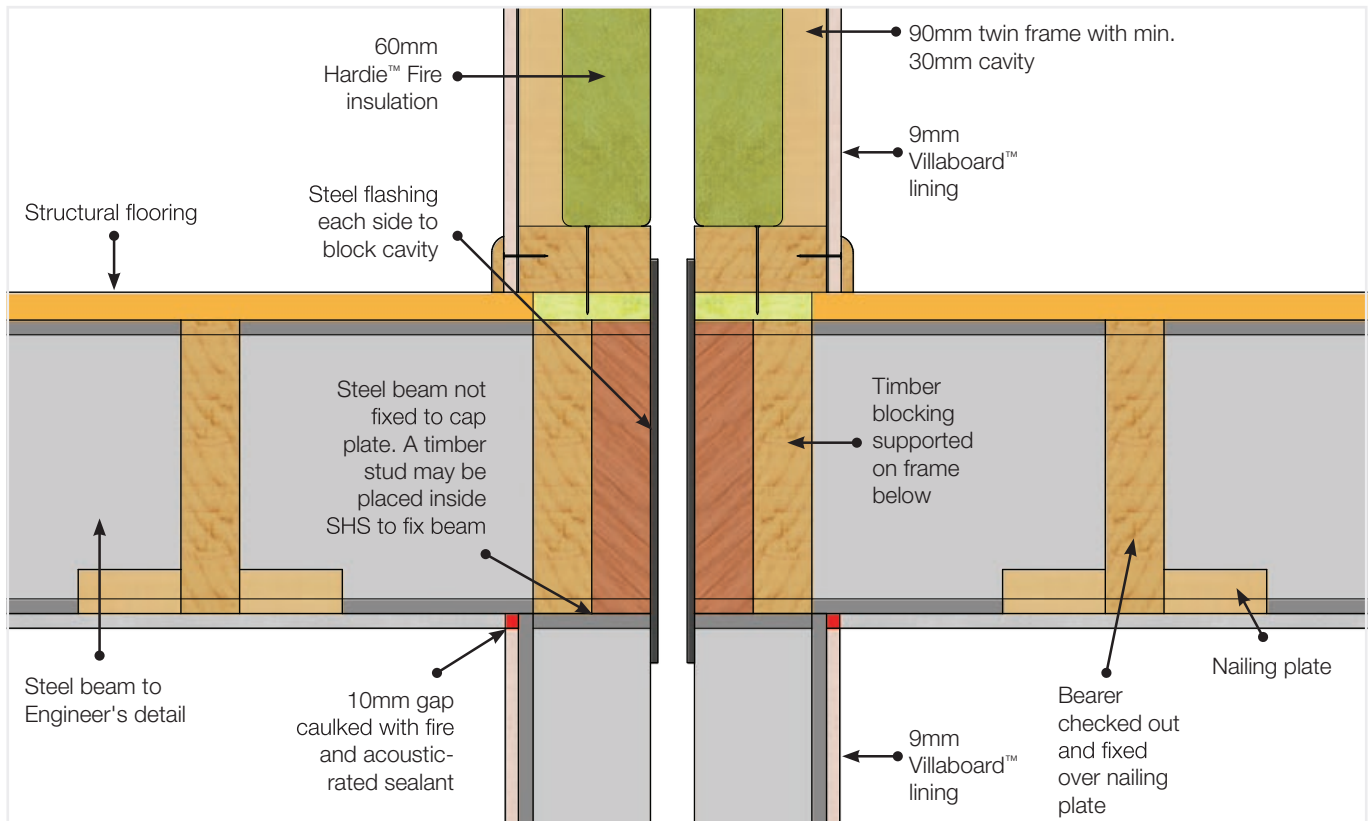 60mm
Hardie™ Fire
insulation
90mm twin frame with min.
30mm cavity
9mm
Villaboard™
lining
Steel flashing
each side to
block cavity
Structural flooring
Steel beam not
fixed to cap
plate. A timber
stud may be
placed inside
SHS to fix beam
Timber
blocking
supported
on frame
below
Steel beam to
Engineer's detail
10mm gap
caulked with fire
and acoustic-
rated sealant
9mm
Villaboard™
lining
Bearer
checked out
and fixed
over nailing
plate
Nailing plate